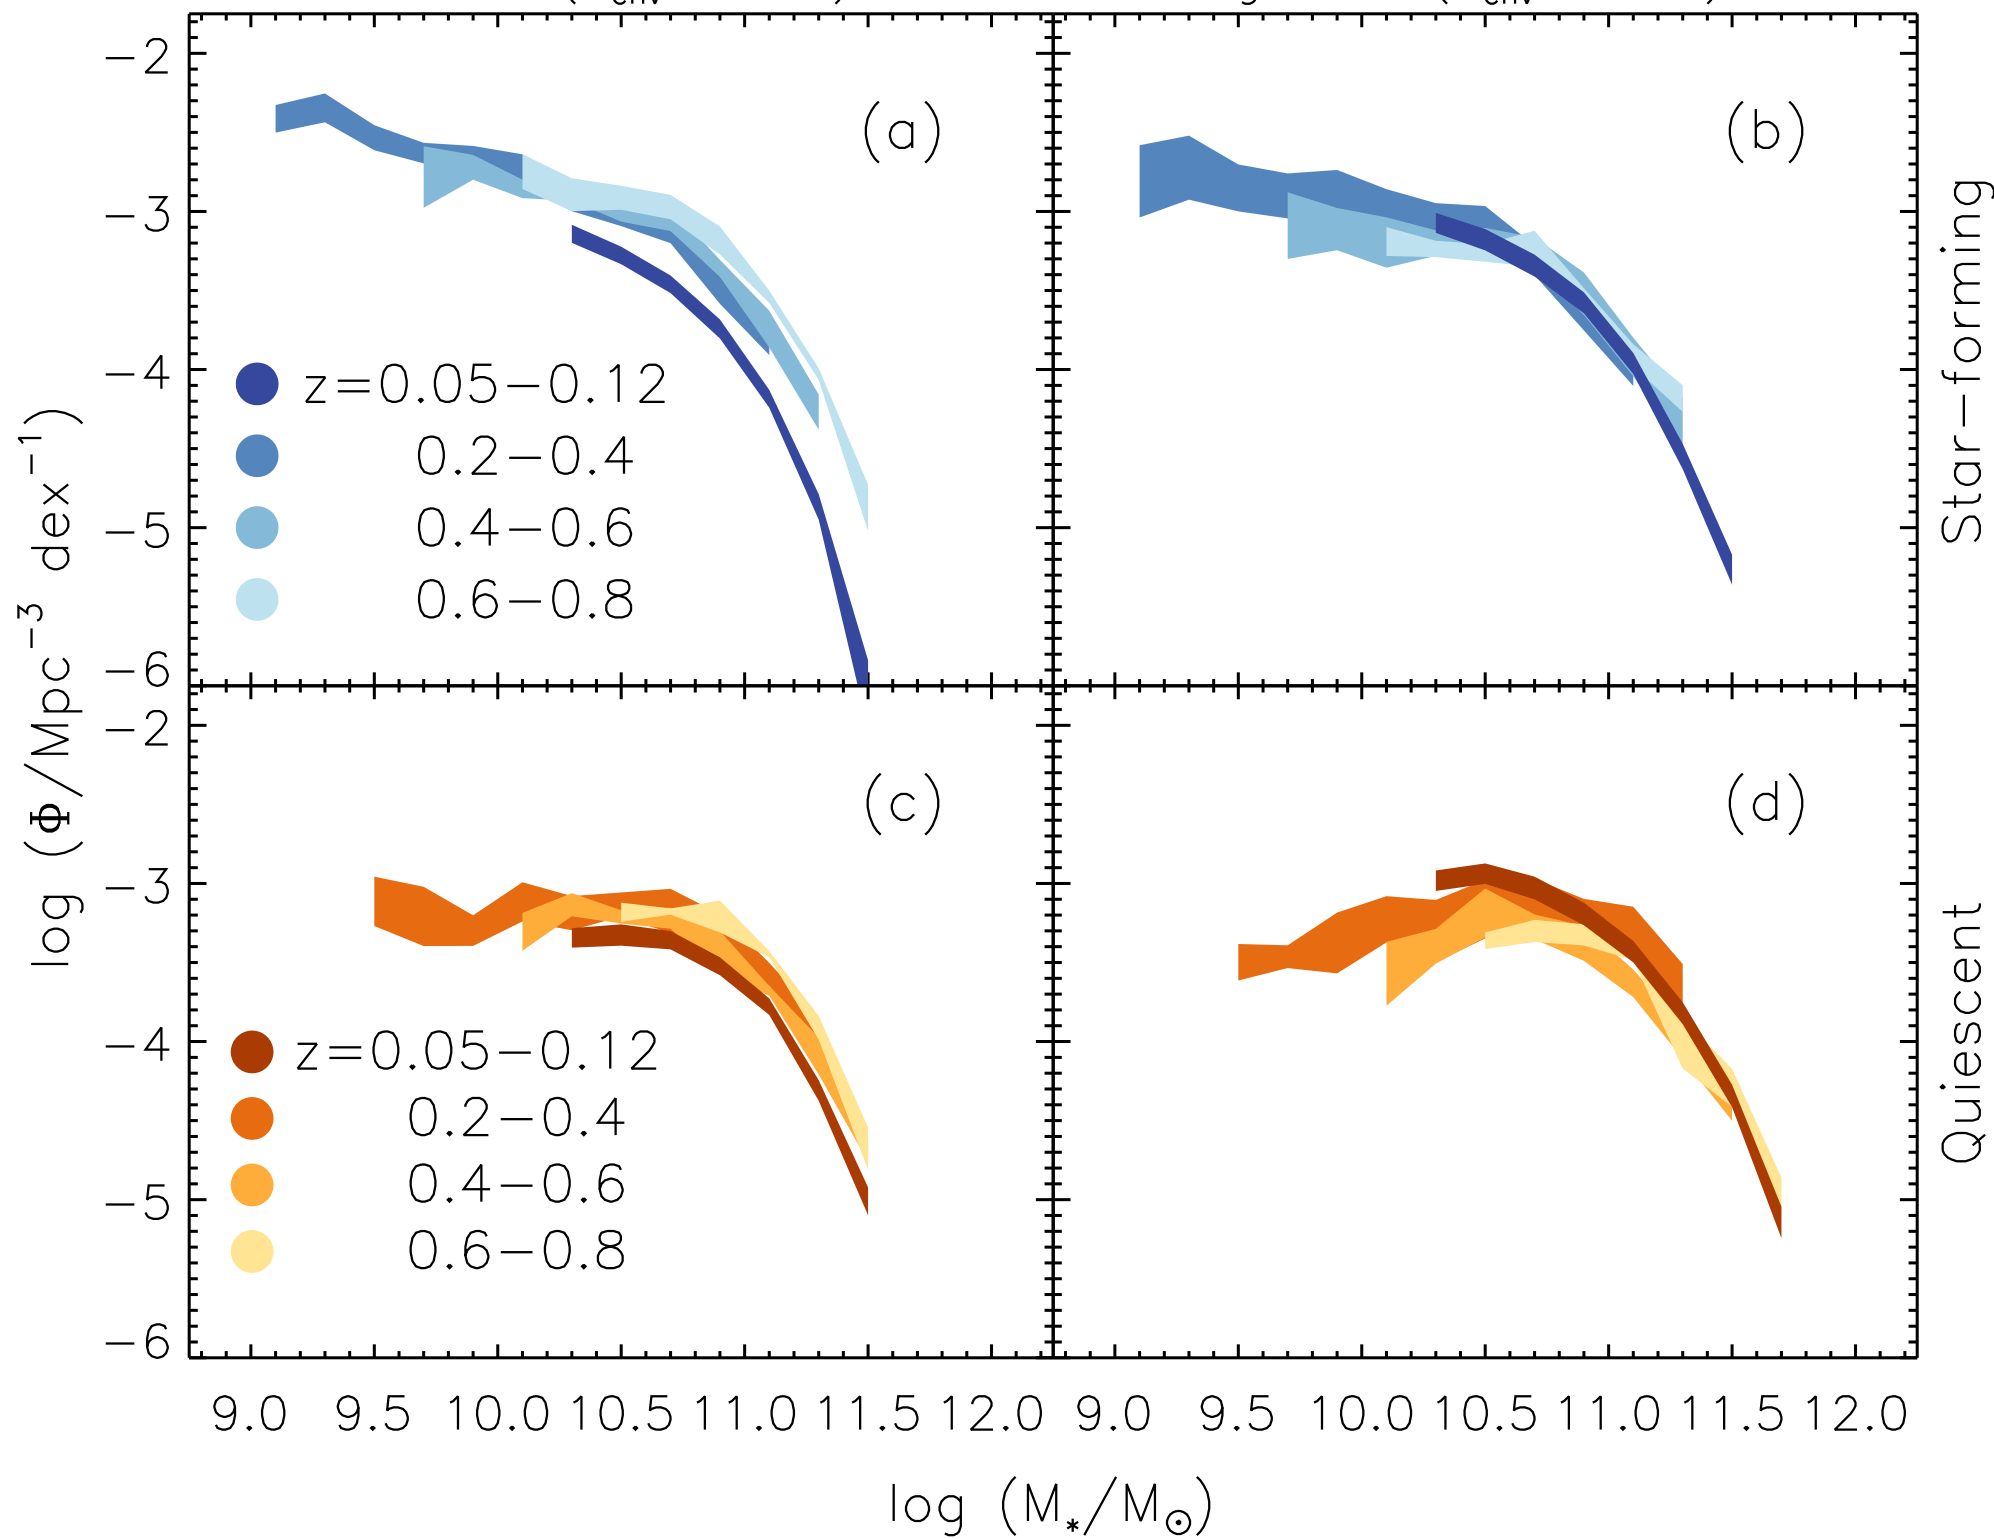 (a)
(b)
z=0.05−0.12
0.2−0.4
0.4−0.6
0.6−0.8
Star−forming
−2
−3
−4
−5
−6
(c)
(d)
z=0.05−0.12
0.2−0.4
0.4−0.6
0.6−0.8
Quiescent
−2
−3
−4
−5
−6
log (Φ/Mpc⁻³ dex⁻¹)
9.0 9.5 10.0 10.5 11.0 11.5 12.0 9.0 9.5 10.0 10.5 11.0 11.5 12.0
log (M⁎/M☉)